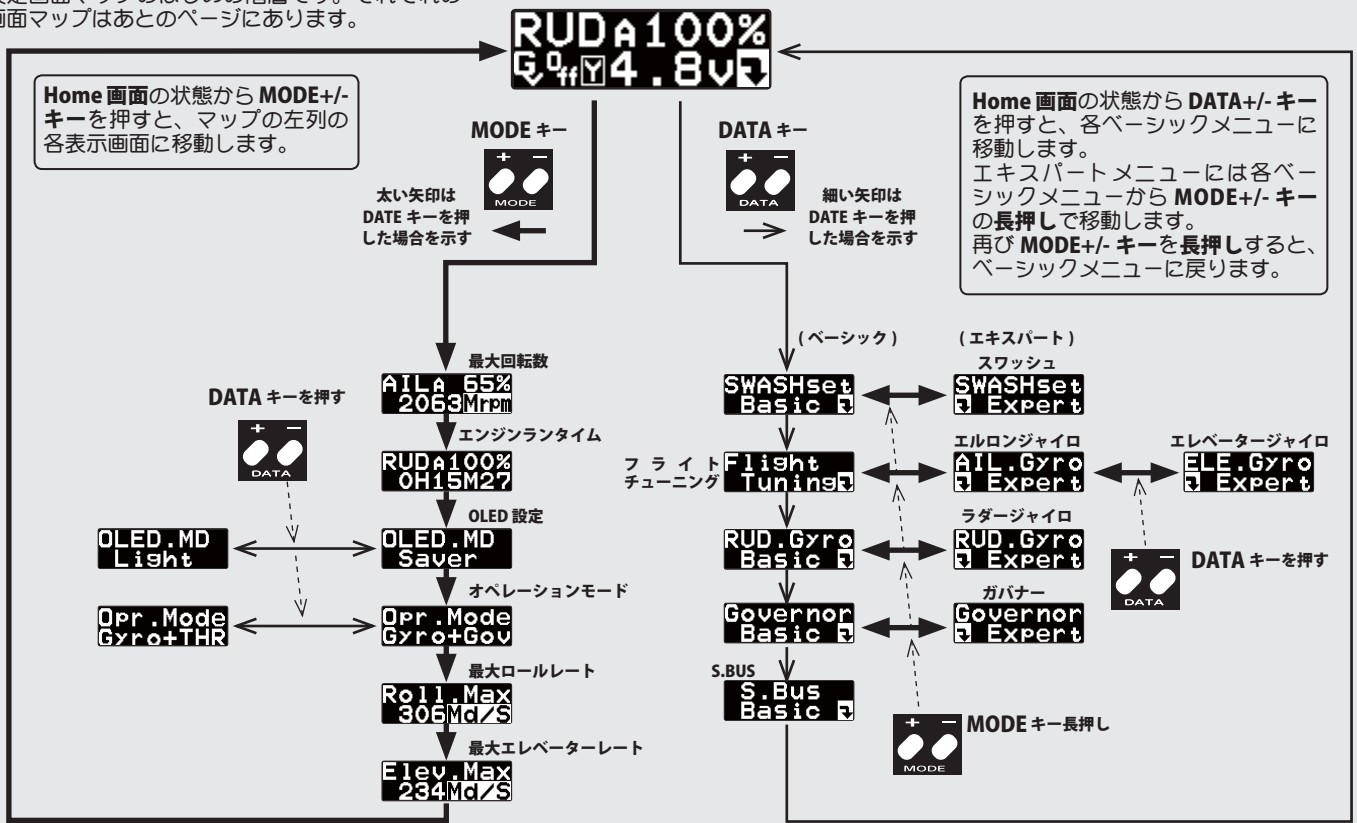 画面マップはあとのページにあります。
RUDA100%
G Off Y 4.8v
Home 画面の状態から MODE+/-
キーを押すと、マップの左列の
各表示画面に移動します。
MODE キー
+ −
MODE
太い矢印は
DATE キーを押
した場合を示す
DATA キー
+ −
DATA
細い矢印は
DATE キーを押
した場合を示す
Home 画面の状態から DATA+/- キー
を押すと、各ベーシックメニューに
移動します。
エキスパートメニューには各ベー
シックメニューから MODE+/- キー
の長押しで移動します。
再び MODE+/- キーを長押しすると、
ベーシックメニューに戻ります。
最大回転数
AILA 65%
2063Mrpm
エンジンランタイム
RUDA100%
0H15M27
DATA キーを押す
+ −
DATA
OLED 設定
OLED.MD
Light
OLED.MD
Saver
オペレーションモード
Opr.Mode
Gyro+THR
Opr.Mode
Gyro+Gov
最大ロールレート
Roll.Max
306Md/S
最大エレベーターレート
Elev.Max
234Md/S
( ベーシック )
( エキスパート )
スワッシュ
SWASHset
Basic
SWASHset
Expert
フライト
チューニング
Flight
Tuning
エルロンジャイロ
AIL.Gyro
Expert
エレベータージャイロ
ELE.Gyro
Expert
RUD.Gyro
Basic
ラダージャイロ
RUD.Gyro
Expert
+ −
DATA
DATA キーを押す
Governor
Basic
ガバナー
Governor
Expert
S.BUS
S.Bus
Basic
+ −
MODE
MODE キー長押し